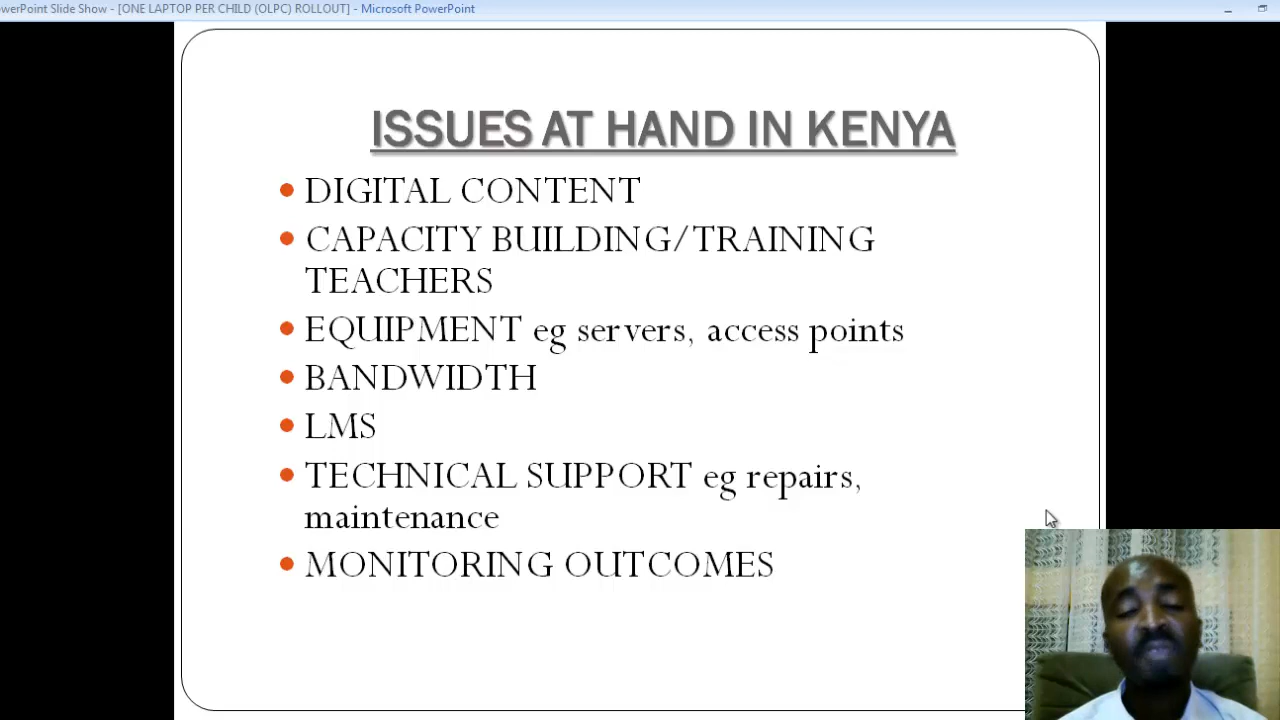 werPoint Slide Show - [ONE LAPTOP PER CHILD (OLPC) ROLLOUT] - Microsoft PowerPoint
ISSUES AT HAND IN KENYA
DIGITAL CONTENT
CAPACITY BUILDING/TRAINING
TEACHERS
EQUIPMENT eg servers, access points
BANDWIDTH
LMS
TECHNICAL SUPPORT eg repairs,
maintenance
MONITORING OUTCOMES